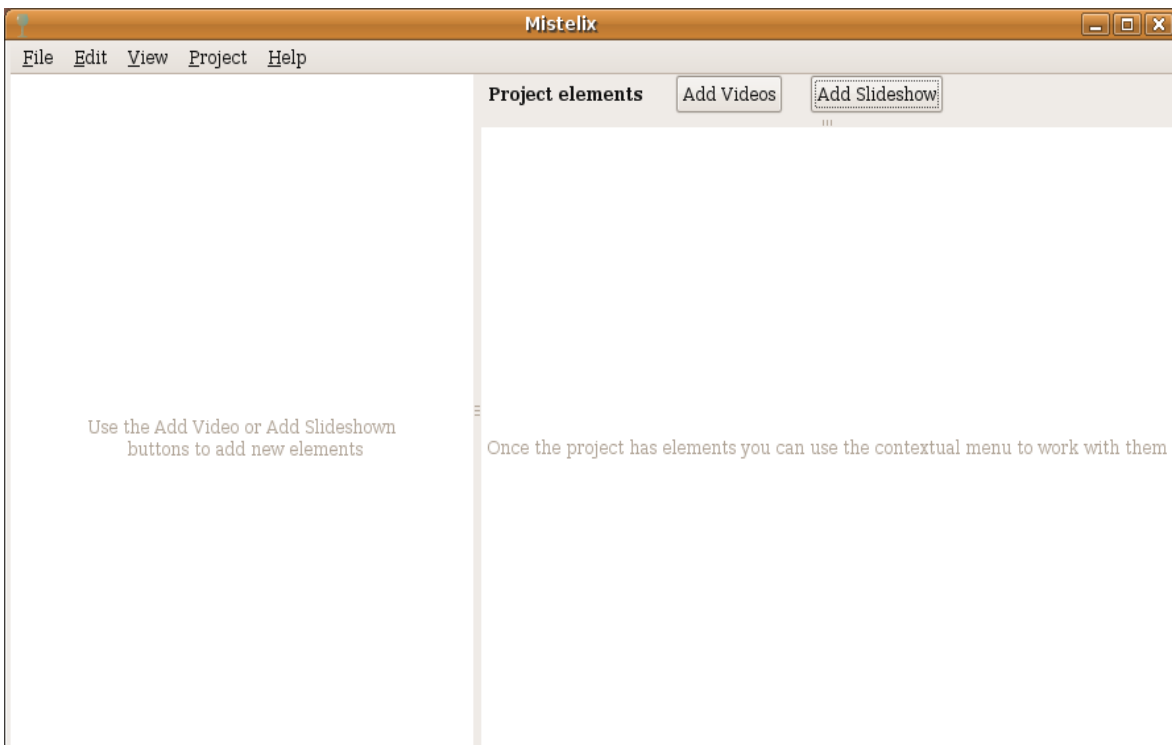 Mistelix
File Edit View Project Help
Project elements Add Videos Add Slideshow
Use the Add Video or Add Slideshown
buttons to add new elements
Once the project has elements you can use the contextual menu to work with them